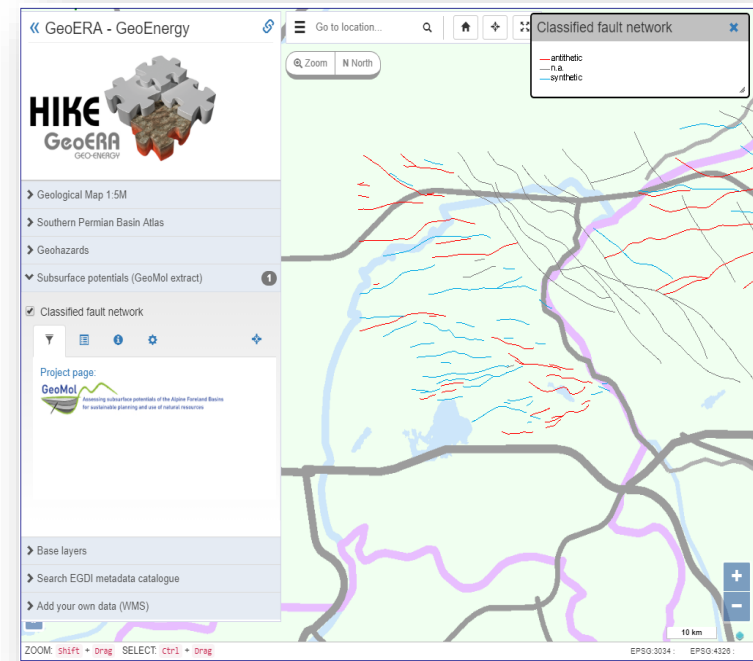 « GeoERA - GeoEnergy
Go to location...
Classified fault network
antithetic
n.a.
synthetic
Zoom
N North
HIKE
GeoERA
GEO-ENERGY
Geological Map 1:5M
Southern Permian Basin Atlas
Geohazards
Subsurface potentials (GeoMol extract) 1
Classified fault network
Project page:
GeoMol
Assessing subsurface potentials of the Alpine Foreland Basins
for sustainable planning and use of natural resources
Base layers
Search EGDI metadata catalogue
Add your own data (WMS)
+
−
10 km
ZOOM: Shift + Drag SELECT: Ctrl + Drag
EPSG:3034 : EPSG:4326 :